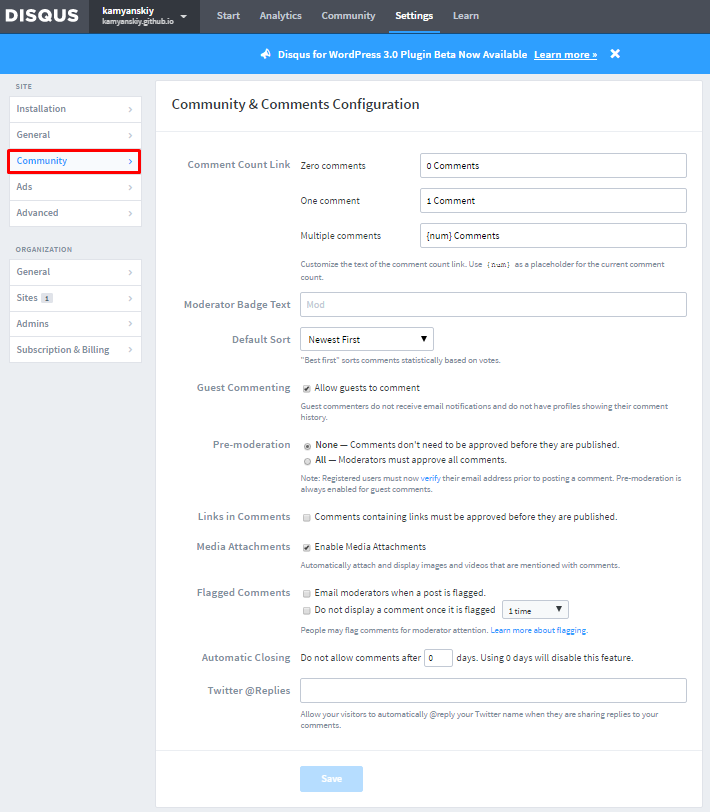 DISQUS
kamyanskiy
kamyanskiy.github.io
Start
Analytics
Community
Settings
Learn
Disqus for WordPress 3.0 Plugin Beta Now Available Learn more »
SITE
Installation
General
Community
Ads
Advanced
ORGANIZATION
General
Sites 1
Admins
Subscription & Billing
Community & Comments Configuration
Comment Count Link
Zero comments
0 Comments
One comment
1 Comment
Multiple comments
{num} Comments
Customize the text of the comment count link. Use {num} as a placeholder for the current comment
count.
Moderator Badge Text
Mod
Default Sort
Newest First
"Best first" sorts comments statistically based on votes.
Guest Commenting
Allow guests to comment
Guest commenters do not receive email notifications and do not have profiles showing their comment
history.
Pre-moderation
None — Comments don't need to be approved before they are published.
All — Moderators must approve all comments.
Note: Registered users must now verify their email address prior to posting a comment. Pre-moderation is
always enabled for guest comments.
Links in Comments
Comments containing links must be approved before they are published.
Media Attachments
Enable Media Attachments
Automatically attach and display images and videos that are mentioned with comments.
Flagged Comments
Email moderators when a post is flagged.
Do not display a comment once it is flagged 1 time
People may flag comments for moderator attention. Learn more about flagging.
Automatic Closing
Do not allow comments after 0 days. Using 0 days will disable this feature.
Twitter @Replies
Allow your visitors to automatically @reply your Twitter name when they are sharing replies to your
comments.
Save